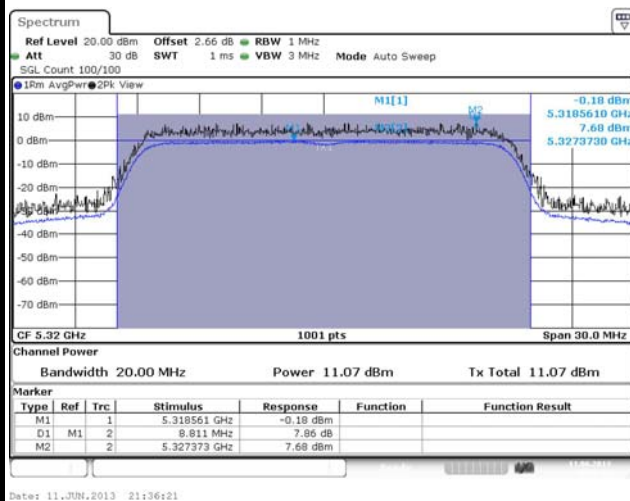 Spectrum
Ref Level 20.00 dBm Offset 2.66 dB RBW 1 MHz
Att 30 dB SWT 1 ms VBW 3 MHz Mode Auto Sweep
SGL Count 100/100
1Rm AvgPwr 2Pk View
M1[1] -0.18 dBm
5.3185610 GHz
M2
10 dBm
7.68 dBm
5.3273730 GHz
0 dBm
-10 dBm
-20 dBm
-30 dBm
-40 dBm
-50 dBm
-60 dBm
-70 dBm
CF 5.32 GHz 1001 pts Span 30.0 MHz
Channel Power
Bandwidth 20.00 MHz Power 11.07 dBm Tx Total 11.07 dBm
Marker
Type Ref Trc Stimulus Response Function Function Result
M1 1 5.318561 GHz -0.18 dBm
D1 M1 2 8.811 MHz 7.86 dB
M2 2 5.327373 GHz 7.68 dBm
Date: 11.JUN.2013 21:36:21